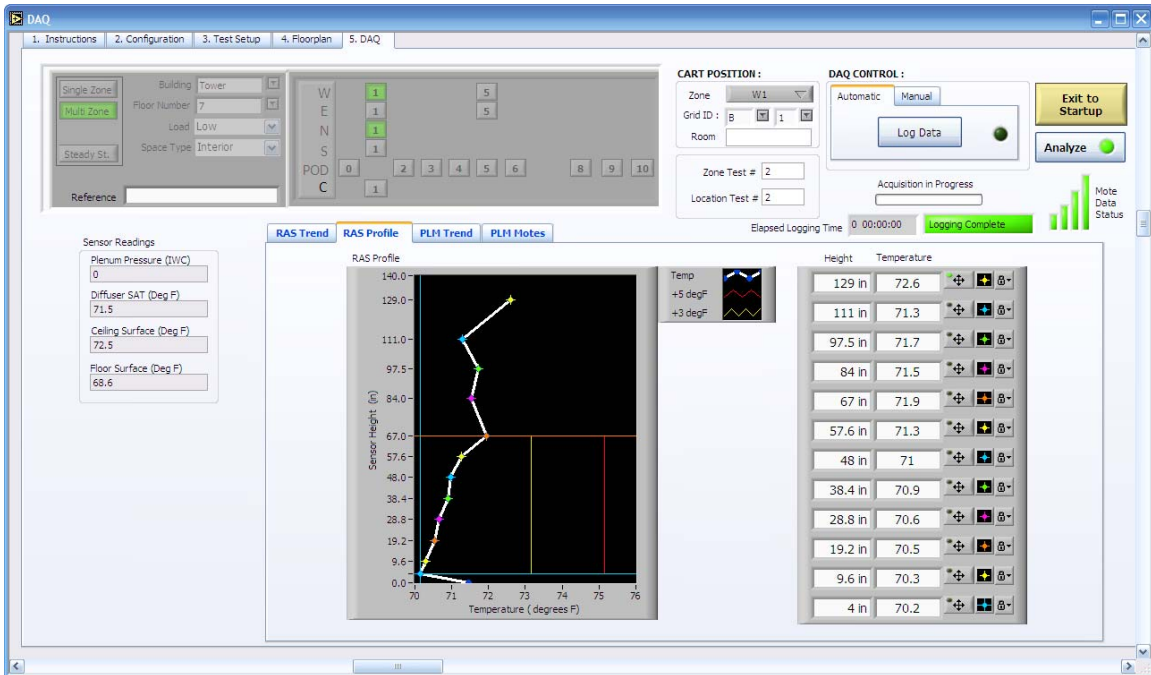 DAQ
1. Instructions 2. Configuration 3. Test Setup 4. Floorplan 5. DAQ
Single Zone
Multi Zone
Steady St.
Building Tower
Floor Number 7
Load Low
Space Type Interior
Reference
W 1 5
E 1 5
N 1
S 1
POD 0 2 3 4 5 6 8 9 10
C 1
CART POSITION :
Zone W1
Grid ID : B 1
Room
Zone Test # 2
Location Test # 2
DAQ CONTROL :
Automatic Manual
Log Data
Acquisition in Progress
Elapsed Logging Time 0 00:00:00 Logging Complete
Exit to
Startup
Analyze
Mote
Data
Status
Sensor Readings
Plenum Pressure (IWC)
0
Diffuser SAT (Deg F)
71.5
Ceiling Surface (Deg F)
72.5
Floor Surface (Deg F)
68.6
RAS Trend RAS Profile PLM Trend PLM Motes
RAS Profile
Sensor Height (in)
140.0
129.0
111.0
97.5
84.0
67.0
57.6
48.0
38.4
28.8
19.2
9.6
0.0
70 71 72 73 74 75 76
Temperature ( degrees F)
Temp
+5 degF
+3 degF
Height Temperature
129 in 72.6
111 in 71.3
97.5 in 71.7
84 in 71.5
67 in 71.9
57.6 in 71.3
48 in 71
38.4 in 70.9
28.8 in 70.6
19.2 in 70.5
9.6 in 70.3
4 in 70.2